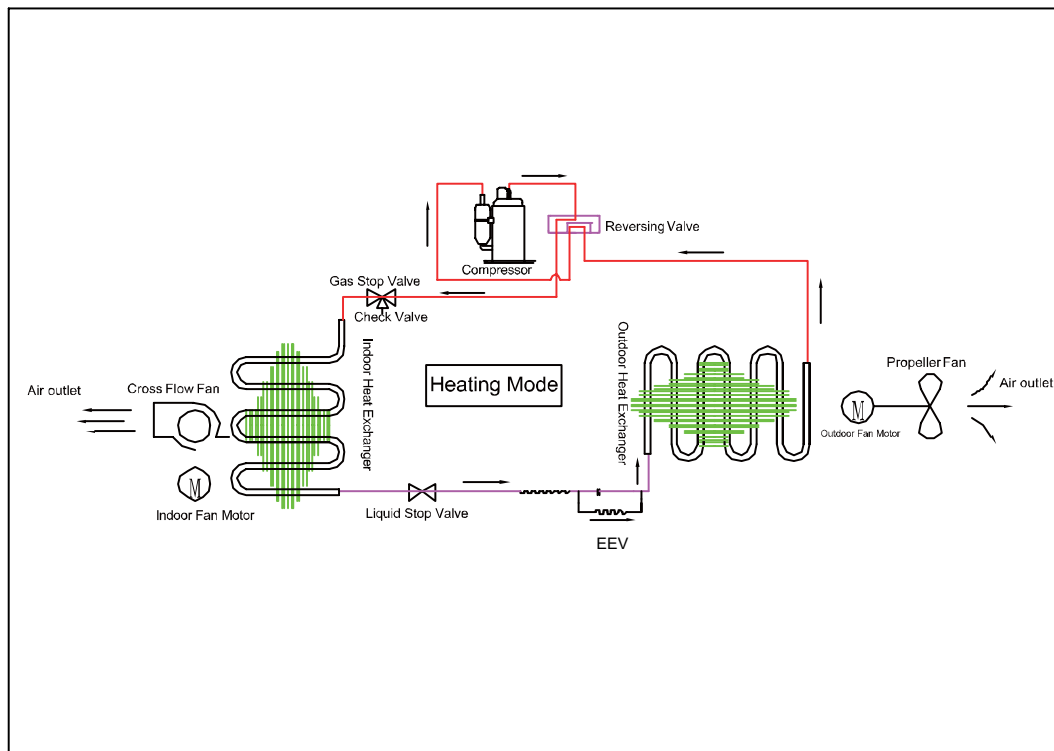 Reversing Valve
Compressor
Gas Stop Valve
Check Valve
Indoor Heat Exchanger
Outdoor Heat Exchanger
Heating Mode
Propeller Fan
Air outlet
Cross Flow Fan
Air outlet
M
Outdoor Fan Motor
M
Indoor Fan Motor
Liquid Stop Valve
EEV